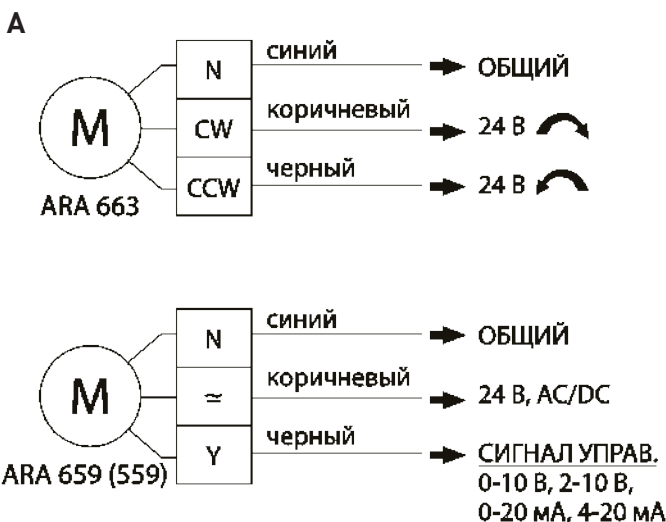 A
синий
N
ОБЩИЙ
коричневый
M
CW
24 В
черный
CCW
24 В
ARA 663
синий
N
ОБЩИЙ
коричневый
M
≃
24 В, AC/DC
черный
Y
СИГНАЛ УПРАВ.
ARA 659 (559)
0-10 В, 2-10 В,
0-20 мА, 4-20 мА